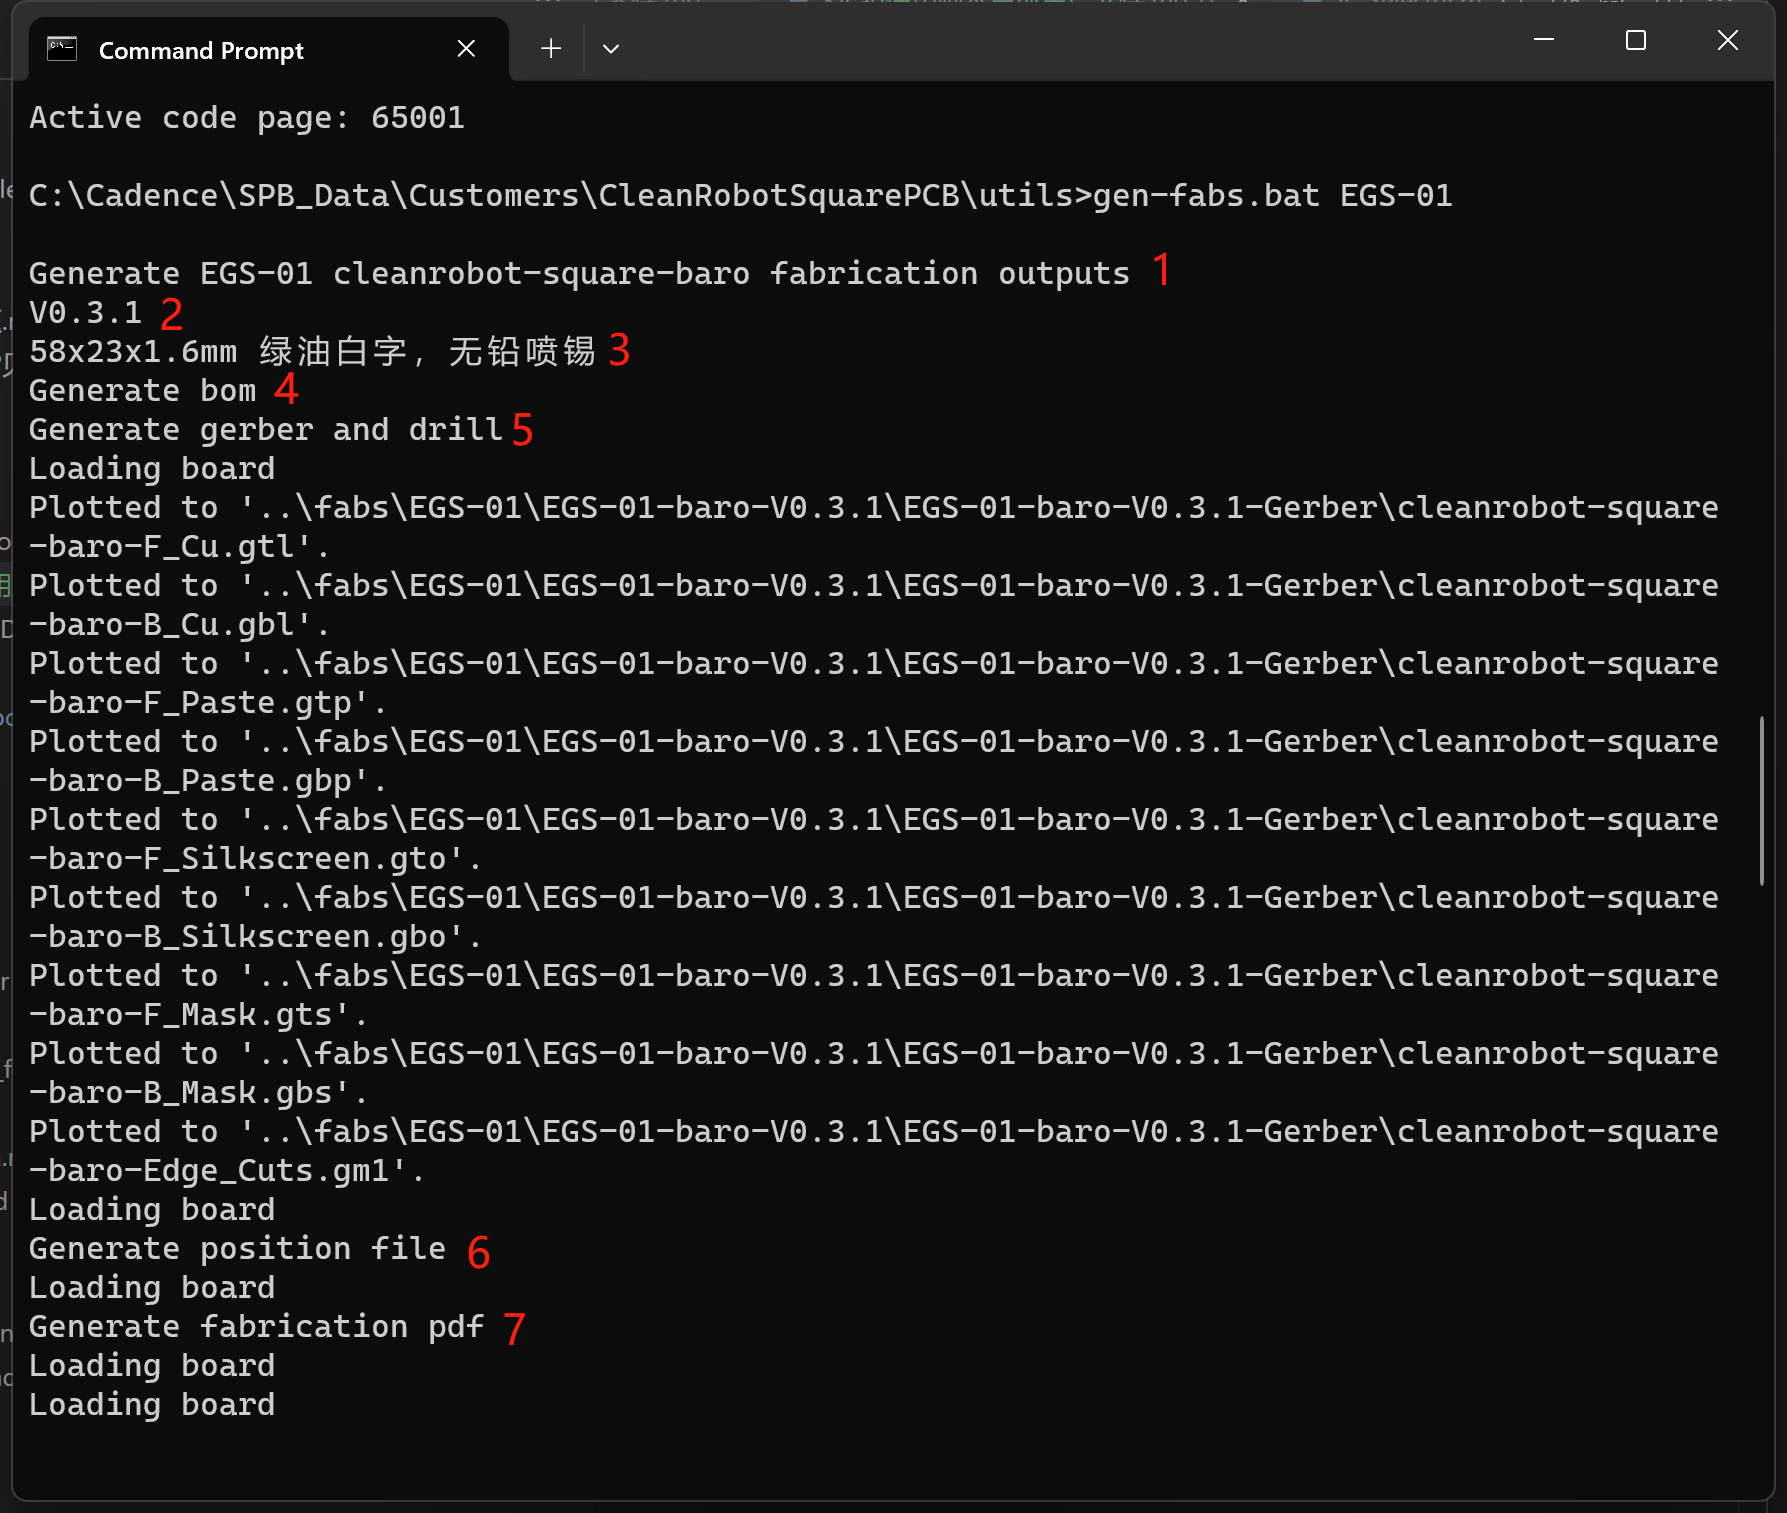 Command Prompt
Active code page: 65001
C:\Cadence\SPB_Data\Customers\CleanRobotSquarePCB\utils>gen-fabs.bat EGS-01
Generate EGS-01 cleanrobot-square-baro fabrication outputs 1
V0.3.1 2
58x23x1.6mm 绿油白字，无铅喷锡 3
Generate bom 4
Generate gerber and drill 5
Loading board
Plotted to '..\fabs\EGS-01\EGS-01-baro-V0.3.1\EGS-01-baro-V0.3.1-Gerber\cleanrobot-square
-baro-F_Cu.gtl'.
Plotted to '..\fabs\EGS-01\EGS-01-baro-V0.3.1\EGS-01-baro-V0.3.1-Gerber\cleanrobot-square
-baro-B_Cu.gbl'.
Plotted to '..\fabs\EGS-01\EGS-01-baro-V0.3.1\EGS-01-baro-V0.3.1-Gerber\cleanrobot-square
-baro-F_Paste.gtp'.
Plotted to '..\fabs\EGS-01\EGS-01-baro-V0.3.1\EGS-01-baro-V0.3.1-Gerber\cleanrobot-square
-baro-B_Paste.gbp'.
Plotted to '..\fabs\EGS-01\EGS-01-baro-V0.3.1\EGS-01-baro-V0.3.1-Gerber\cleanrobot-square
-baro-F_Silkscreen.gto'.
Plotted to '..\fabs\EGS-01\EGS-01-baro-V0.3.1\EGS-01-baro-V0.3.1-Gerber\cleanrobot-square
-baro-B_Silkscreen.gbo'.
Plotted to '..\fabs\EGS-01\EGS-01-baro-V0.3.1\EGS-01-baro-V0.3.1-Gerber\cleanrobot-square
-baro-F_Mask.gts'.
Plotted to '..\fabs\EGS-01\EGS-01-baro-V0.3.1\EGS-01-baro-V0.3.1-Gerber\cleanrobot-square
-baro-B_Mask.gbs'.
Plotted to '..\fabs\EGS-01\EGS-01-baro-V0.3.1\EGS-01-baro-V0.3.1-Gerber\cleanrobot-square
-baro-Edge_Cuts.gm1'.
Loading board
Generate position file 6
Loading board
Generate fabrication pdf 7
Loading board
Loading board